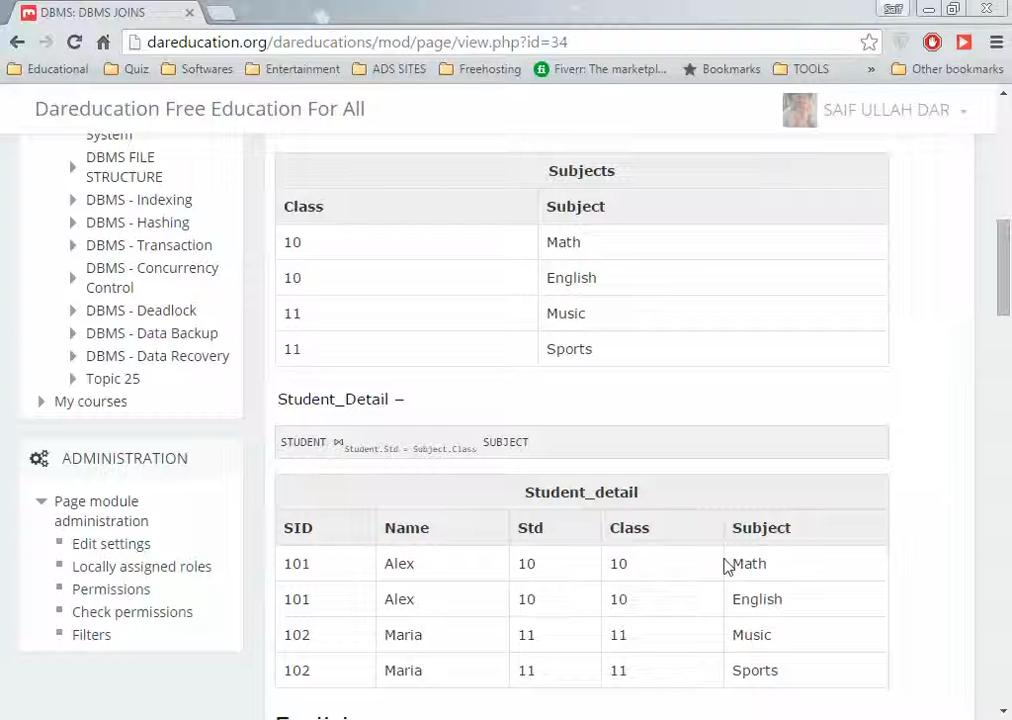 DBMS: DBMS JOINS
Saif
dareducation.org/dareducations/mod/page/view.php?id=34
Educational Quiz Softwares Entertainment ADS SITES Freehosting Fiverr: The marketpl... Bookmarks TOOLS » Other bookmarks
Dareducation Free Education For All SAIF ULLAH DAR
System
DBMS FILE
STRUCTURE
DBMS - Indexing
DBMS - Hashing
DBMS - Transaction
DBMS - Concurrency
Control
DBMS - Deadlock
DBMS - Data Backup
DBMS - Data Recovery
Topic 25
My courses
ADMINISTRATION
Page module
administration
Edit settings
Locally assigned roles
Permissions
Check permissions
Filters
Subjects
Class Subject
10 Math
10 English
11 Music
11 Sports
Student_Detail −
STUDENT ⋈Student.Std = Subject.Class SUBJECT
Student_detail
SID Name Std Class Subject
101 Alex 10 10 Math
101 Alex 10 10 English
102 Maria 11 11 Music
102 Maria 11 11 Sports